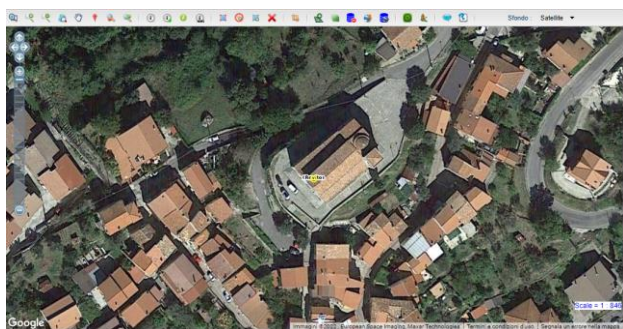 Sfondo Satellite
Scale = 1 : 846
Google
Immagini ©2022 , European Space Imaging, Maxar Technologies | Termini e condizioni d'uso | Segnala un errore nella mappa